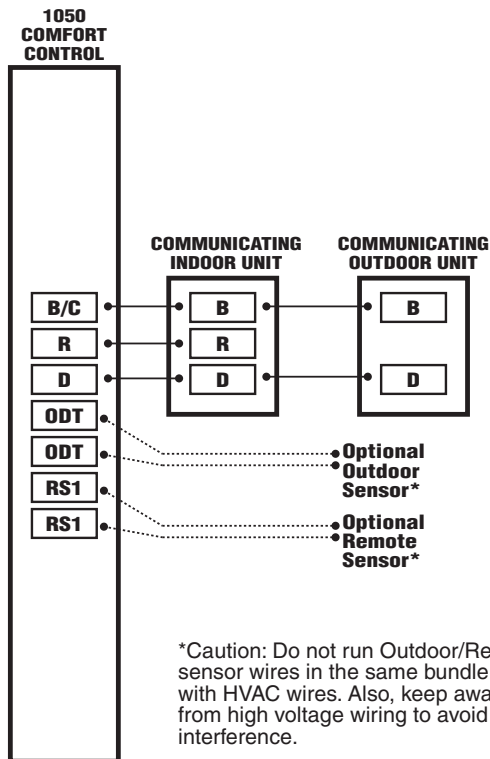 1050
COMFORT
CONTROL
COMMUNICATING
INDOOR UNIT
COMMUNICATING
OUTDOOR UNIT
B/C
B
B
R
R
D
D
D
ODT
ODT
RS1
RS1
Optional
Outdoor
Sensor*
Optional
Remote
Sensor*
*Caution: Do not run Outdoor/Re
sensor wires in the same bundle
with HVAC wires. Also, keep awa
from high voltage wiring to avoid
interference.